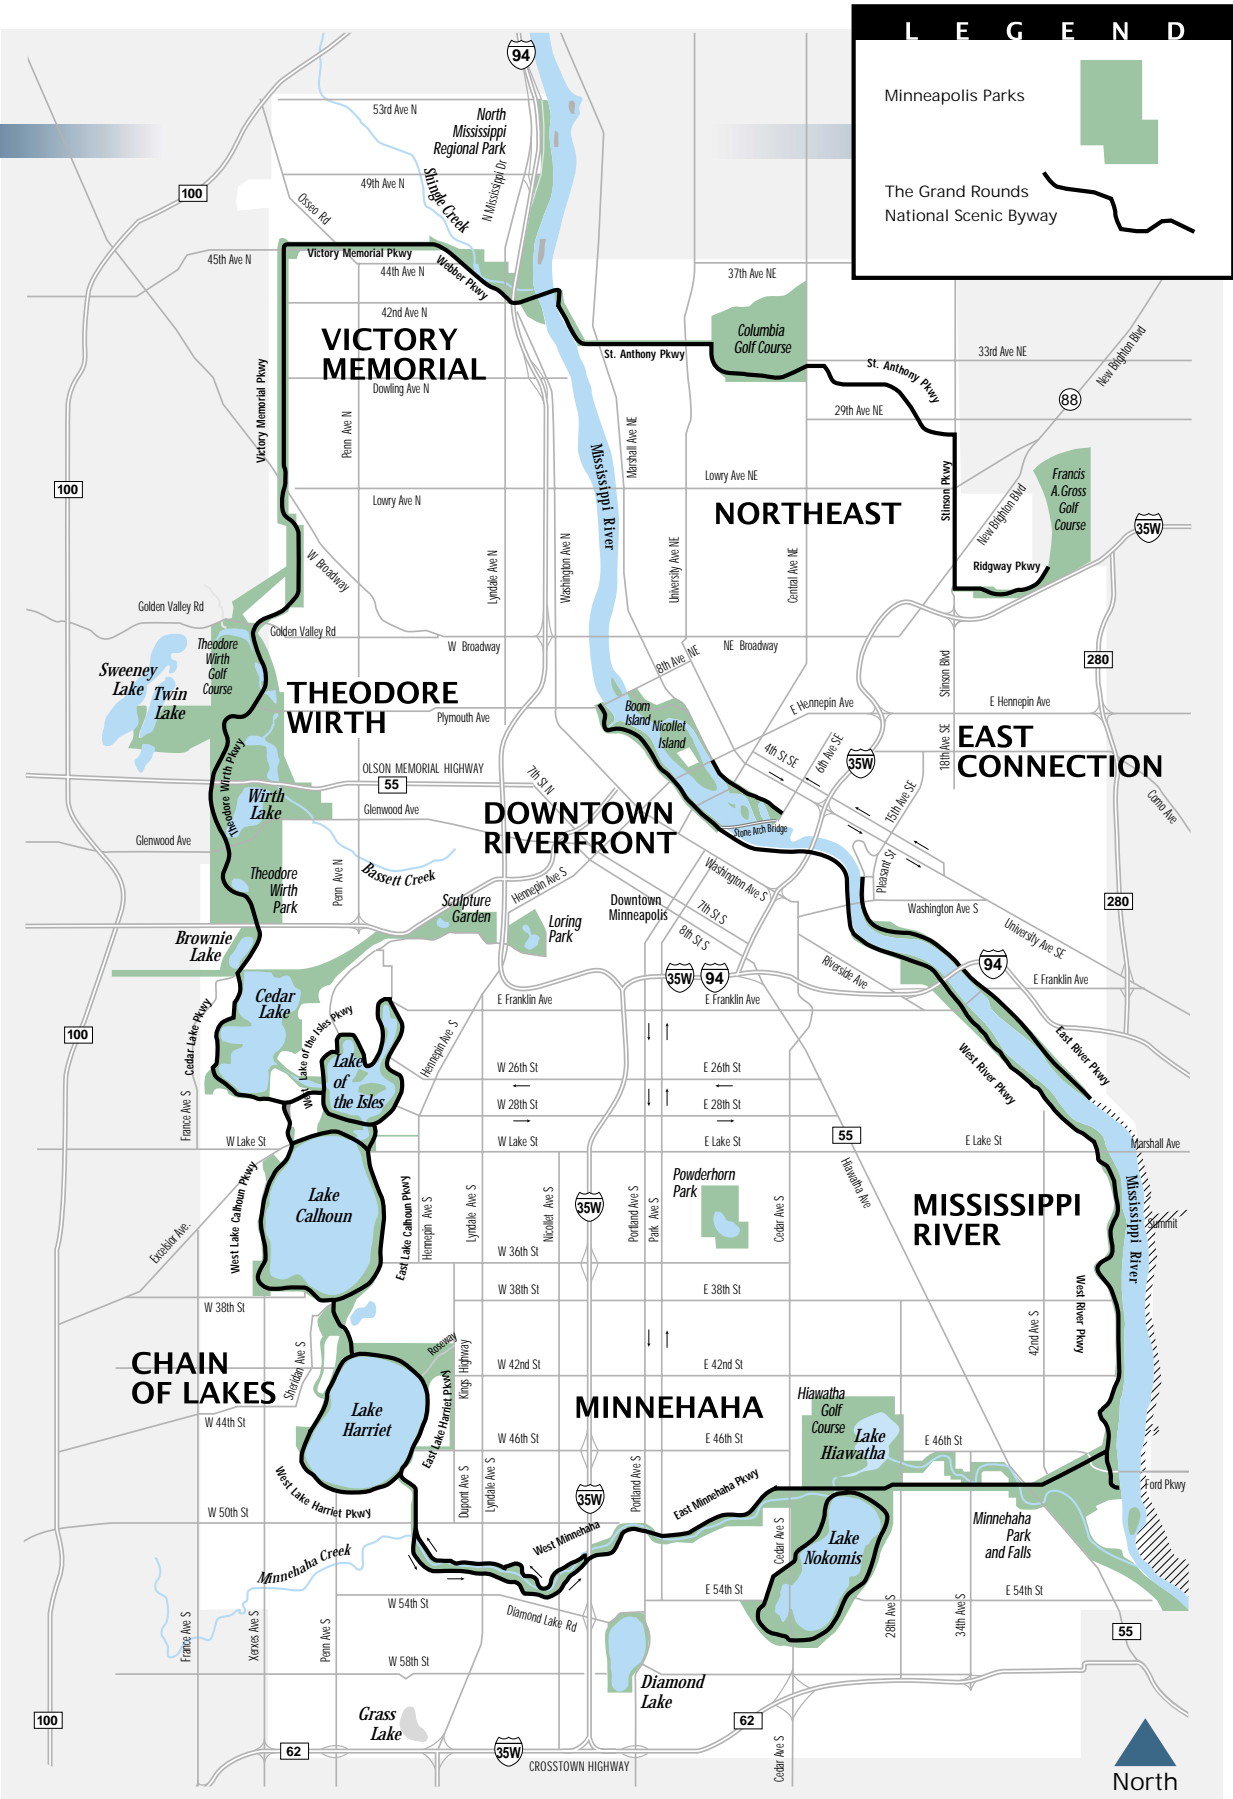 LEGEND
Minneapolis Parks
The Grand Rounds
National Scenic Byway
94
53rd Ave N
North
Mississippi
Regional Park
49th Ave N
Shingle Creek
N Mississippi Dr
100
Osseo Rd
45th Ave N
Victory Memorial Pkwy
44th Ave N
Webber Pkwy
42nd Ave N
37th Ave NE
Columbia
Golf Course
VICTORY
MEMORIAL
St. Anthony Pkwy
St. Anthony Pkwy
33rd Ave NE
New Brighton Blvd
88
Dowling Ave N
29th Ave NE
Victory Memorial Pkwy
Penn Ave N
Marshall Ave NE
Mississippi River
Lowry Ave NE
Stinson Pkwy
Francis
A.Gross
Golf
Course
100
Lowry Ave N
NORTHEAST
New Brighton Blvd
35W
W Broadway
Lyndale Ave N
Washington Ave N
University Ave NE
Central Ave NE
Ridgway Pkwy
Golden Valley Rd
Golden Valley Rd
W Broadway
NE Broadway
8th Ave NE
Stinson Blvd
280
Theodore
Wirth
Golf
Course
Sweeney
Lake
Twin
Lake
THEODORE
WIRTH
Plymouth Ave
Boom
Island
Nicollet
Island
E Hennepin Ave
E Hennepin Ave
4th St SE
6th Ave SE
35W
18th Ave SE
EAST
CONNECTION
Theodore Wirth Pkwy
OLSON MEMORIAL HIGHWAY
55
7th St N
15th Ave SE
Como Ave
Wirth
Lake
Glenwood Ave
DOWNTOWN
RIVERFRONT
Stone Arch Bridge
Glenwood Ave
Bassett Creek
Penn Ave N
Theodore
Wirth
Park
Hennepin Ave S
Washington Ave S
Pleasant St
Sculpture
Garden
Loring
Park
Downtown
Minneapolis
7th St S
8th St S
Washington Ave S
280
University Ave SE
Brownie
Lake
35W
94
Riverside Ave
94
E Franklin Ave
Cedar
Lake
E Franklin Ave
E Franklin Ave
Cedar Lake Pkwy
West Lake of the Isles Pkwy
Hennepin Ave S
100
Lake
of
the Isles
W 26th St
E 26th St
West River Pkwy
East River Pkwy
W 28th St
E 28th St
France Ave S
W Lake St
W Lake St
E Lake St
55
E Lake St
Marshall Ave
Hiawatha Ave
West Lake Calhoun Pkwy
Lake
Calhoun
East Lake Calhoun Pkwy
Hennepin Ave S
Lyndale Ave S
Nicollet Ave S
35W
Portland Ave S
Park Ave S
Powderhorn
Park
Cedar Ave S
MISSISSIPPI
RIVER
Mississippi River
Summit
Excelsior Ave.
W 36th St
W 38th St
W 38th St
E 38th St
West River Pkwy
42nd Ave S
CHAIN
OF LAKES
Sheridan Ave S
Roseway
Kings Highway
W 42nd St
E 42nd St
W 44th St
Lake
Harriet
East Lake Harriet Pkwy
MINNEHAHA
Hiawatha
Golf
Course
Lake
Hiawatha
W 46th St
E 46th St
E 46th St
West Lake Harriet Pkwy
Dupont Ave S
Lyndale Ave S
35W
Portland Ave S
East Minnehaha Pkwy
Ford Pkwy
W 50th St
West Minnehaha
Cedar Ave S
Lake
Nokomis
Minnehaha
Park
and Falls
Minnehaha Creek
W 54th St
Diamond Lake Rd
E 54th St
E 54th St
France Ave S
Xerxes Ave S
Penn Ave S
28th Ave S
34th Ave S
55
W 58th St
Diamond
Lake
Grass
Lake
100
62
62
35W
CROSSTOWN HIGHWAY
Cedar Ave S
North